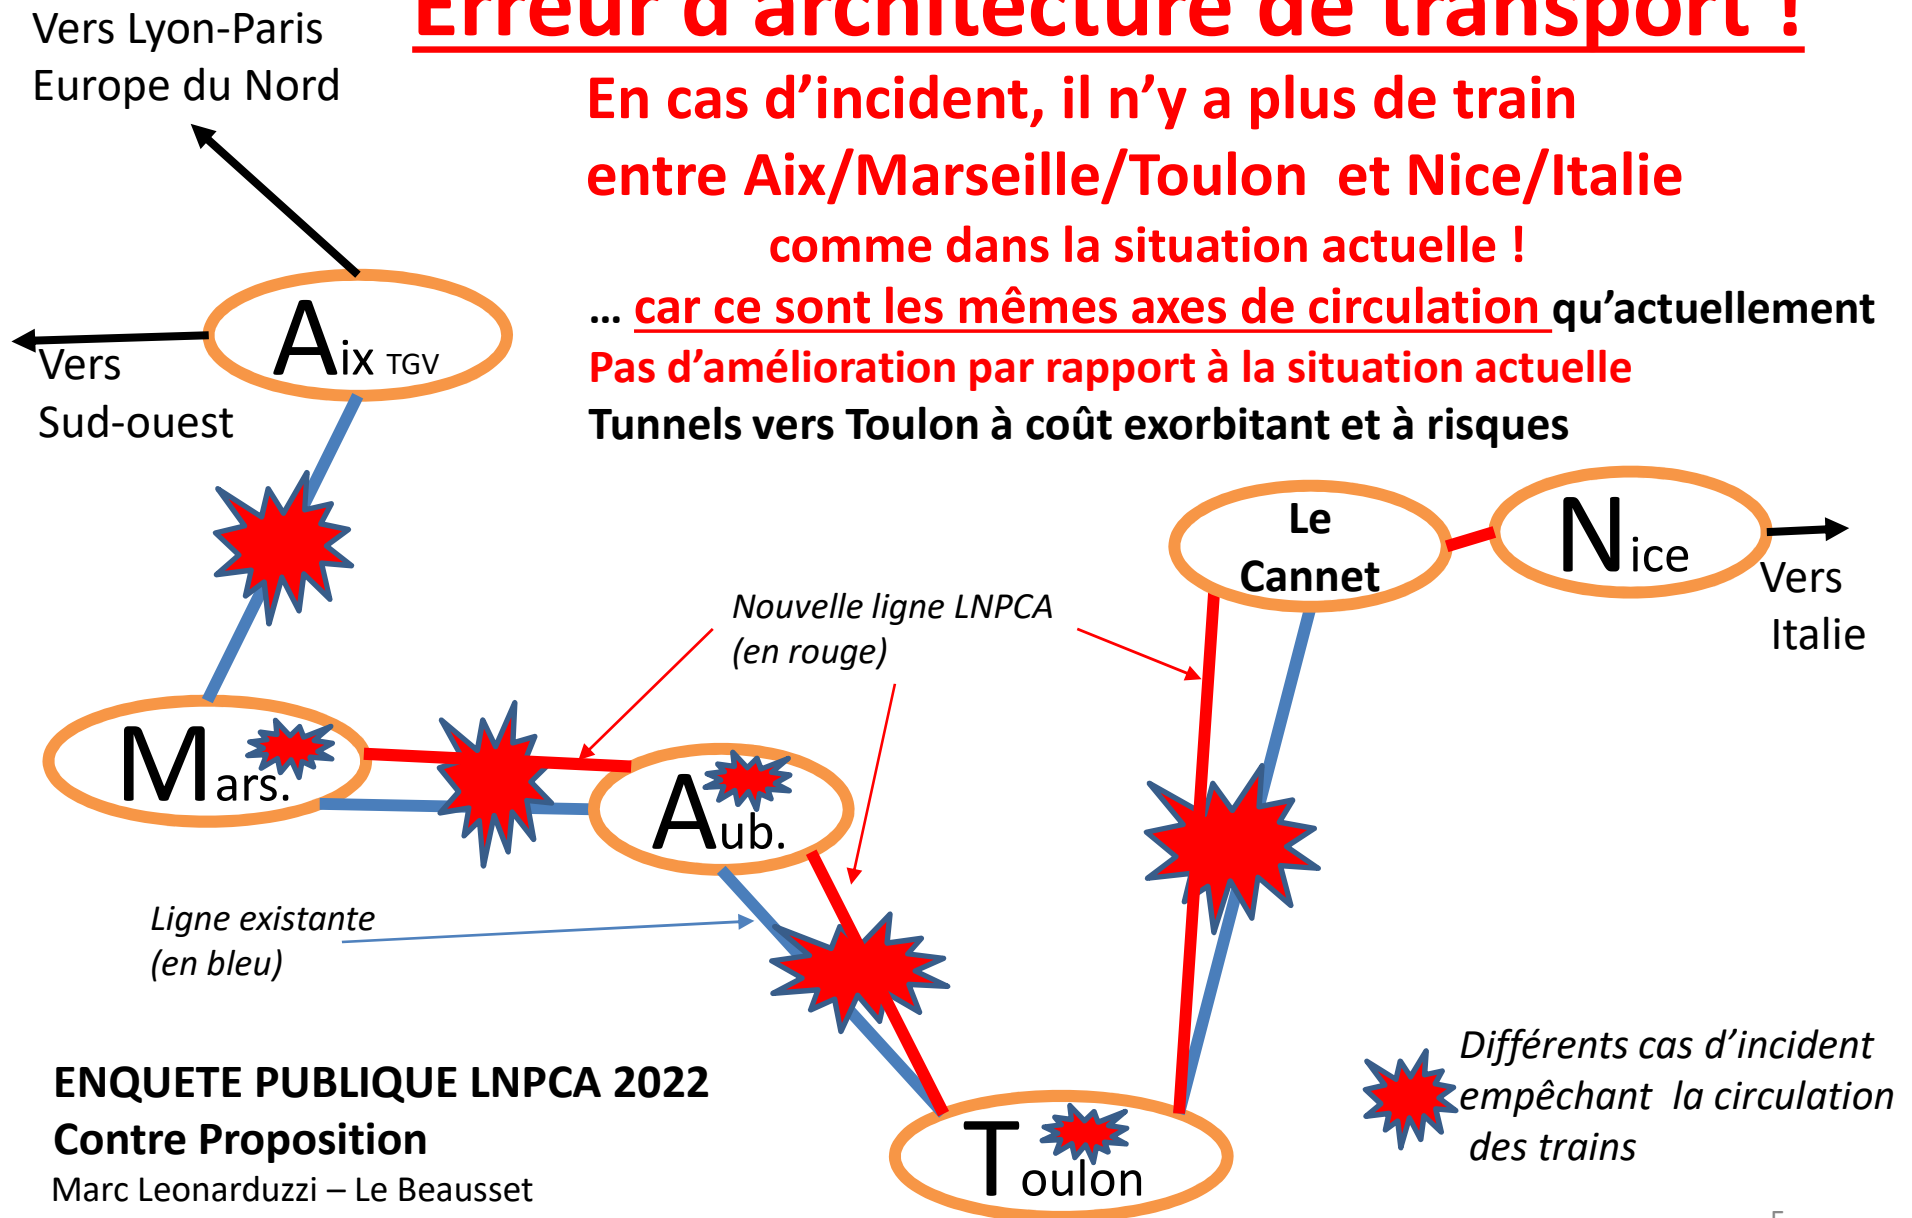 Erreur d'architecture de transport !
Vers Lyon-Paris
Europe du Nord
En cas d'incident, il n'y a plus de train
entre Aix/Marseille/Toulon et Nice/Italie
comme dans la situation actuelle !
… car ce sont les mêmes axes de circulation qu'actuellement
Pas d'amélioration par rapport à la situation actuelle
Tunnels vers Toulon à coût exorbitant et à risques
Aix TGV
Vers
Sud-ouest
Le
Cannet
Nice
Vers
Italie
Nouvelle ligne LNPCA
(en rouge)
Mars.
Aub.
Ligne existante
(en bleu)
Toulon
Différents cas d'incident
empêchant la circulation
des trains
ENQUETE PUBLIQUE LNPCA 2022
Contre Proposition
Marc Leonarduzzi – Le Beausset